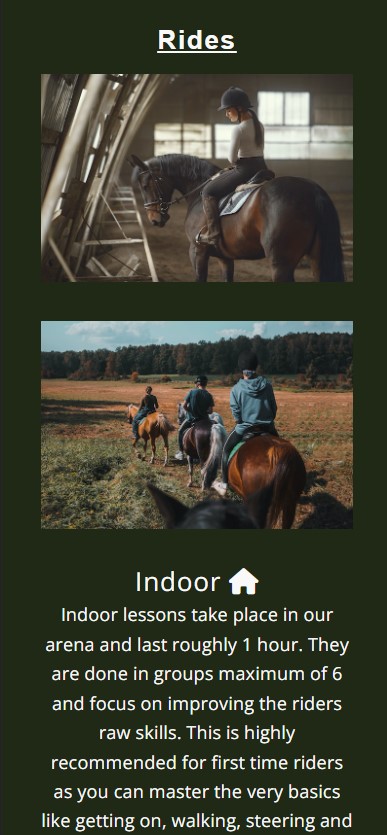 Rides
Indoor
Indoor lessons take place in our
arena and last roughly 1 hour. They
are done in groups maximum of 6
and focus on improving the riders
raw skills. This is highly
recommended for first time riders
as you can master the very basics
like getting on, walking, steering and